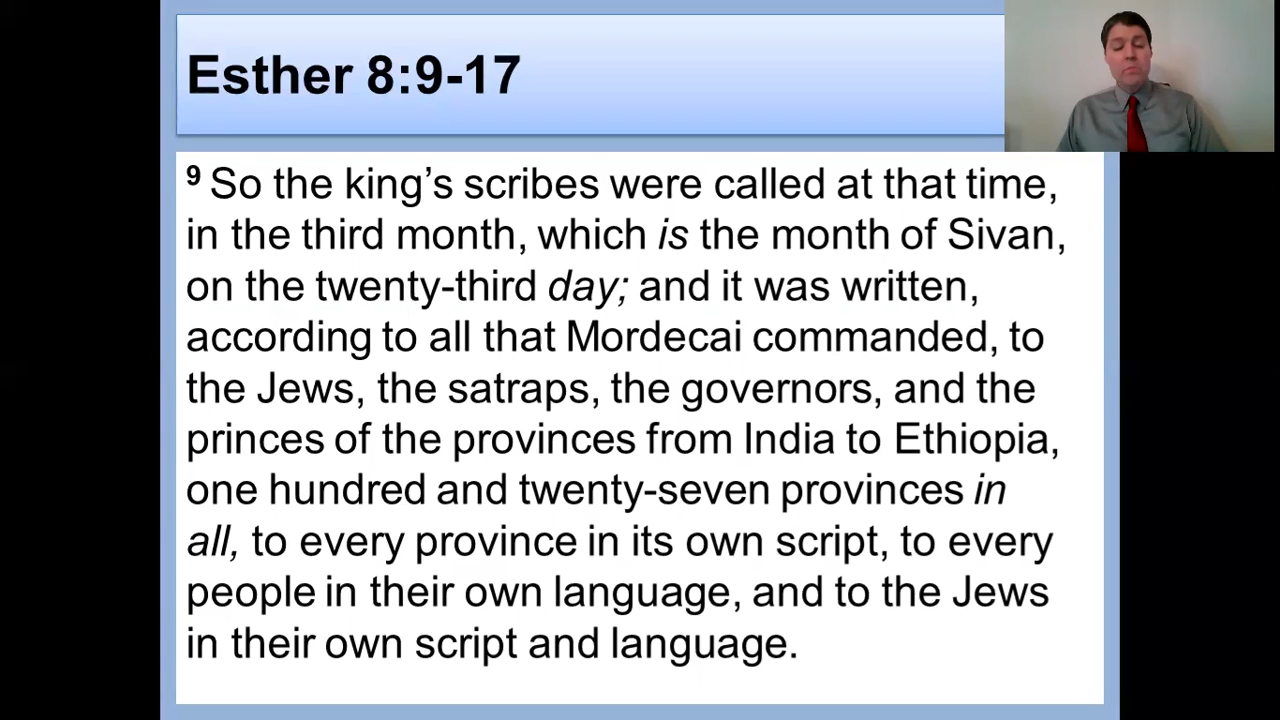 Esther 8:9-17
9 So the king’s scribes were called at that time,
in the third month, which is the month of Sivan,
on the twenty-third day; and it was written,
according to all that Mordecai commanded, to
the Jews, the satraps, the governors, and the
princes of the provinces from India to Ethiopia,
one hundred and twenty-seven provinces in
all, to every province in its own script, to every
people in their own language, and to the Jews
in their own script and language.